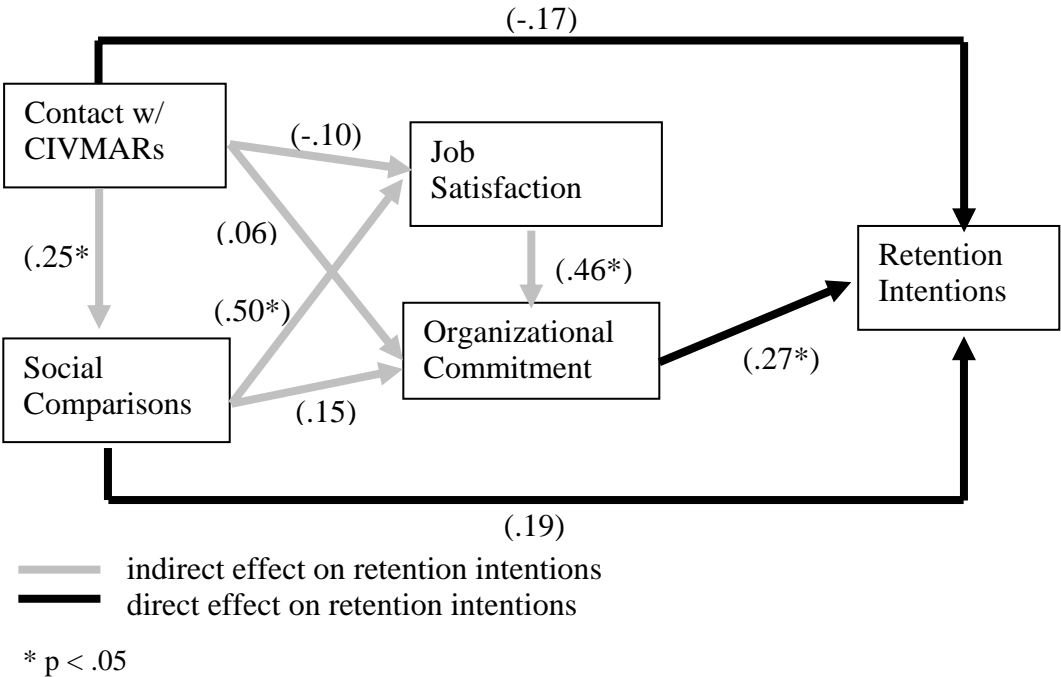 (-.17)
Contact w/
CIVMARs
(-.10)
Job
Satisfaction
(.06)
(.25*
(.46*)
Retention
Intentions
(.50*)
Organizational
Commitment
(.27*)
Social
Comparisons
(.15)
(.19)
indirect effect on retention intentions
direct effect on retention intentions
* p < .05